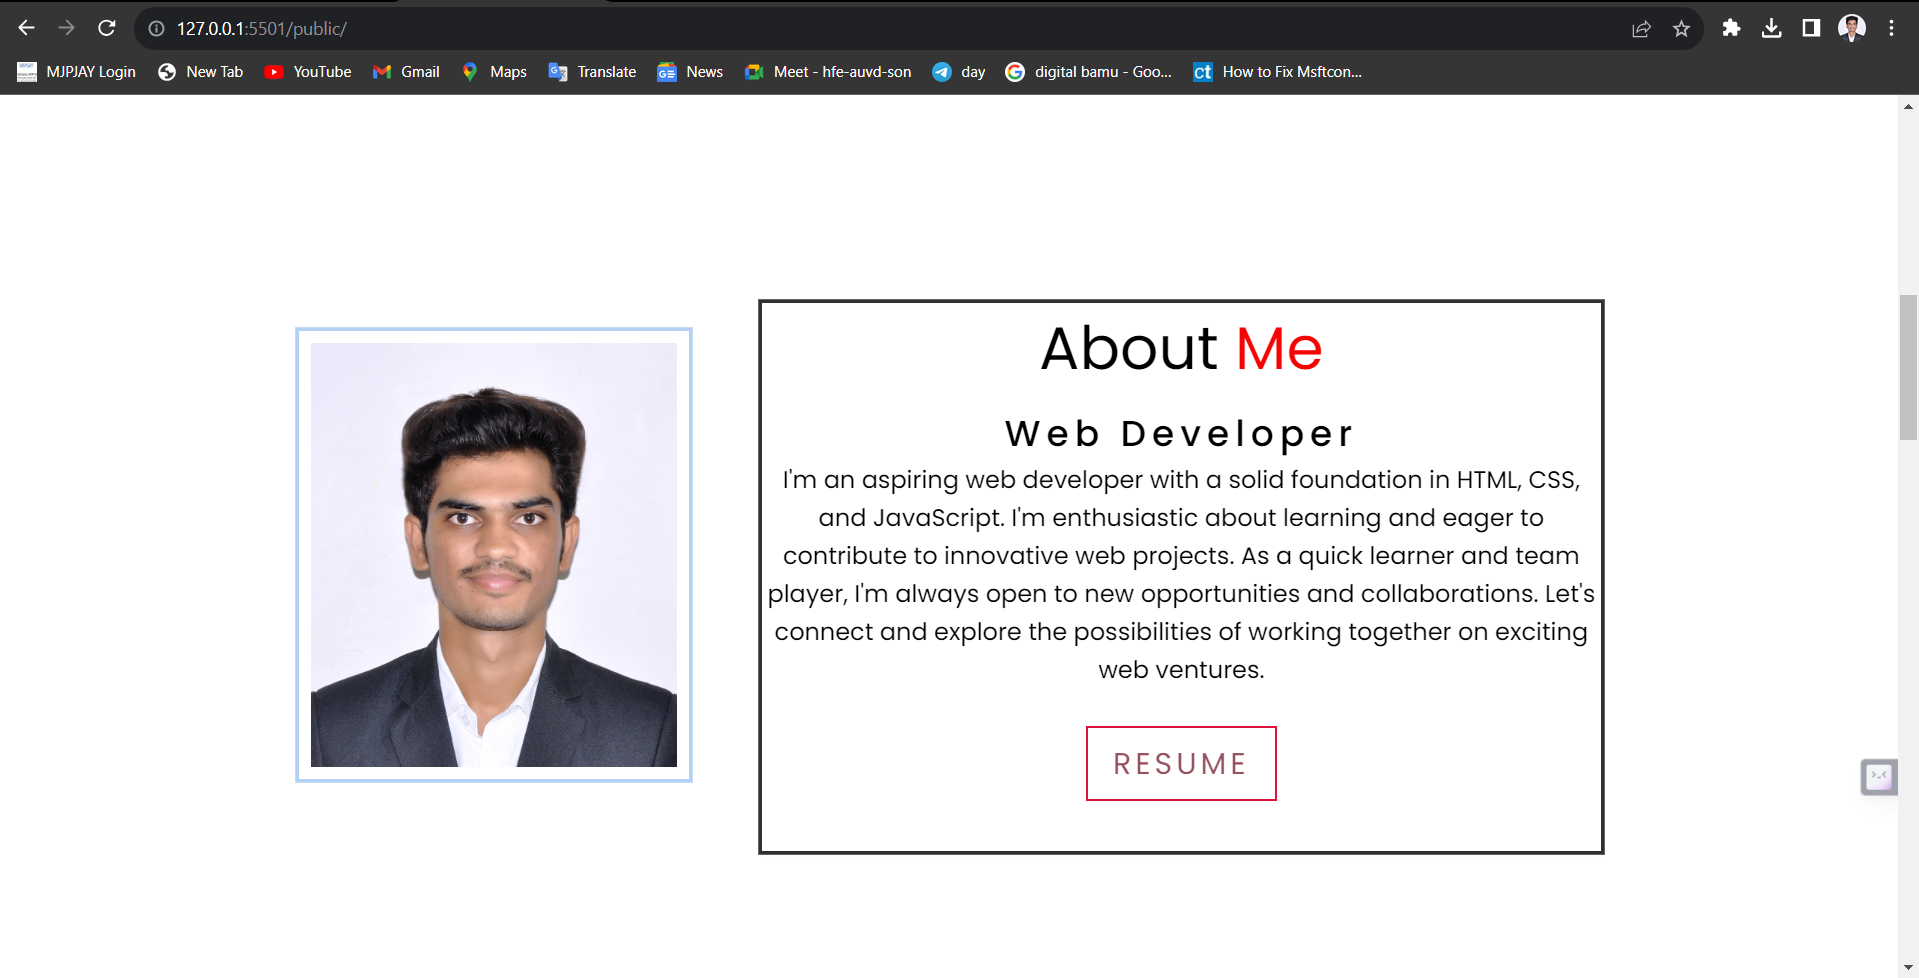 127.0.0.1:5501/public/
MJPJAY Login New Tab YouTube Gmail Maps Translate News Meet - hfe-auvd-son day digital bamu - Goo... How to Fix Msftcon...
About Me
Web Developer
I'm an aspiring web developer with a solid foundation in HTML, CSS,
and JavaScript. I'm enthusiastic about learning and eager to
contribute to innovative web projects. As a quick learner and team
player, I'm always open to new opportunities and collaborations. Let's
connect and explore the possibilities of working together on exciting
web ventures.
RESUME